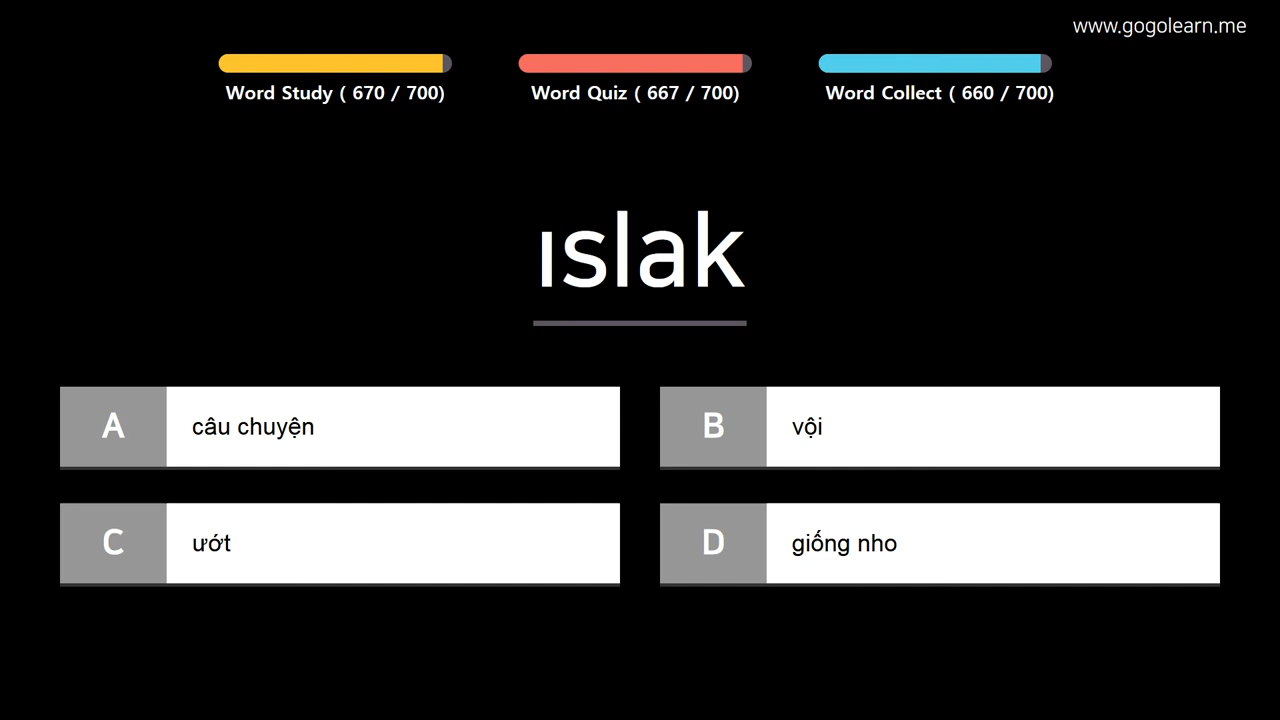 www.gogolearn.me
Word Study ( 670 / 700)
Word Quiz ( 667 / 700)
Word Collect ( 660 / 700)
ıslak
A câu chuyện
B vội
C ướt
D giống nho